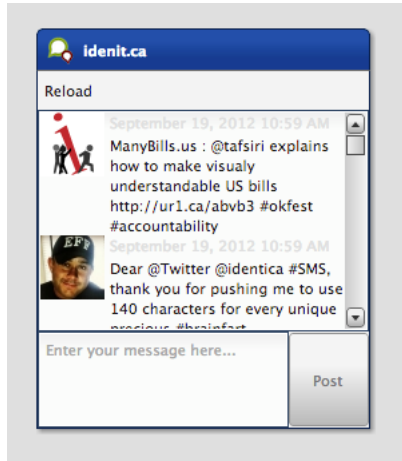 idenit.ca
Reload
September 19, 2012 10:59 AM
ManyBills.us : @tafsiri explains
how to make visualy
understandable US bills
http://ur1.ca/abvb3 #okfest
#accountability
September 19, 2012 10:59 AM
EFF
Dear @Twitter @identica #SMS,
thank you for pushing me to use
140 characters for every unique
precious #brainfart
Enter your message here...
Post